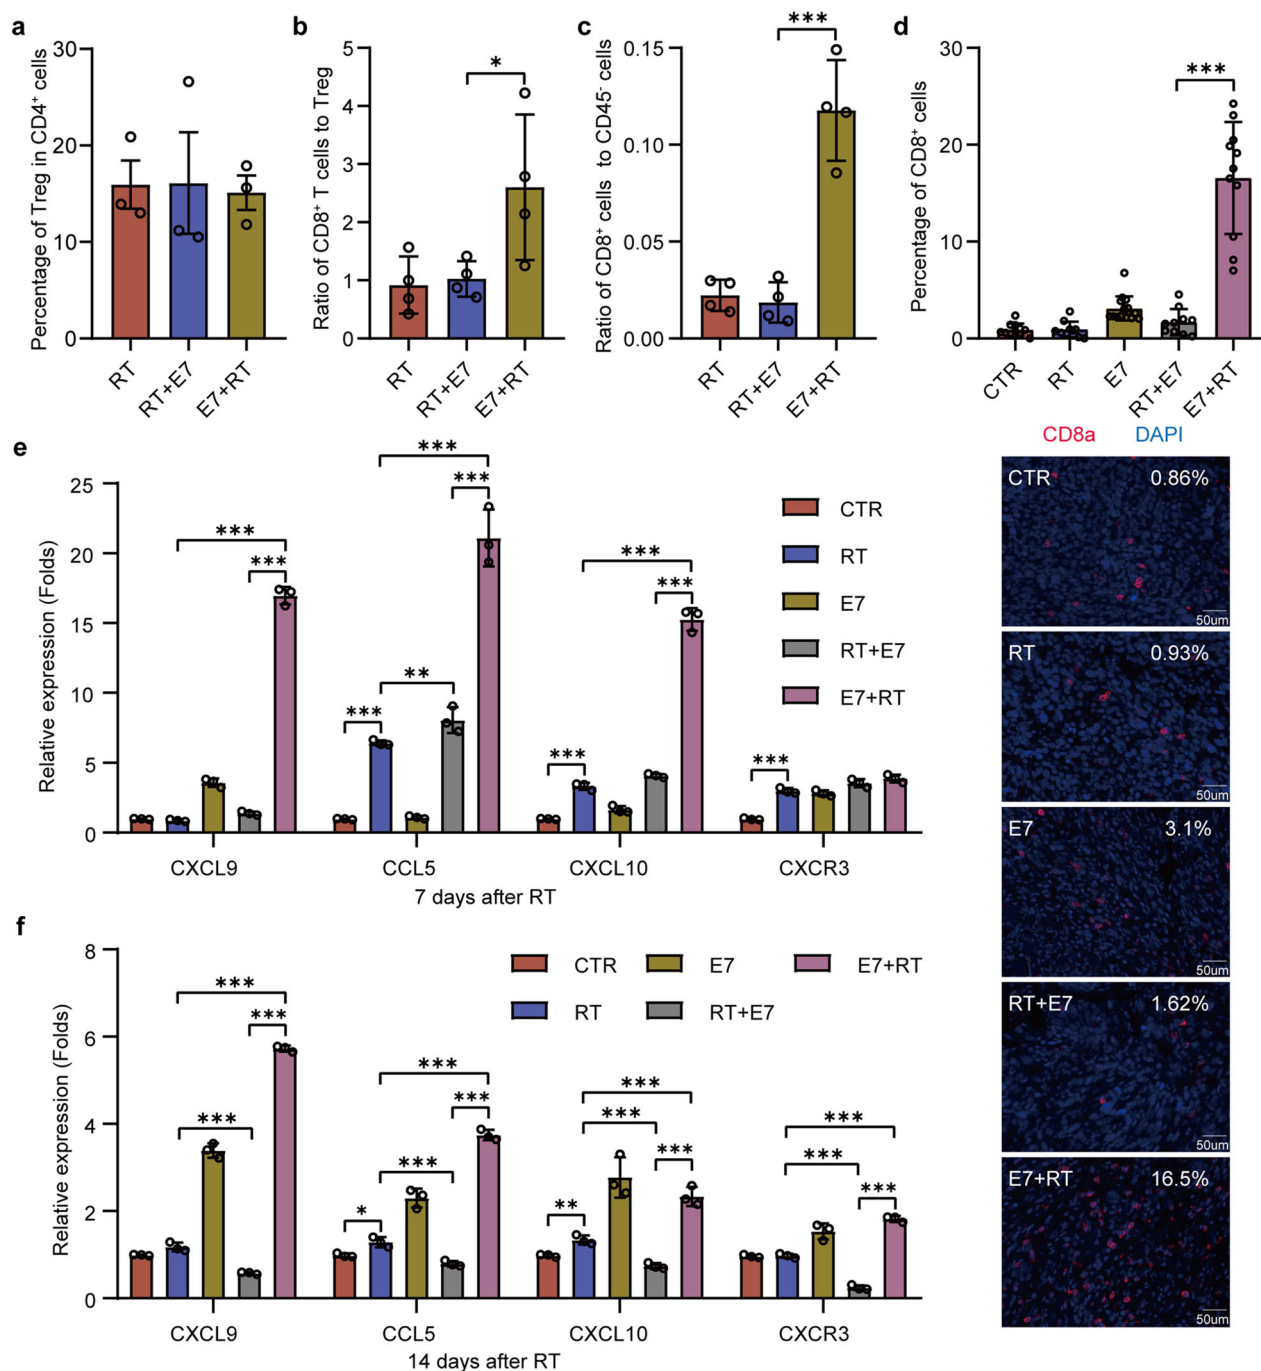 a
Percentage of Treg in CD4⁺ cells
30
20
10
0
RT
RT+E7
E7+RT
b
Ratio of CD8⁺ T cells to Treg
5
4
3
2
1
0
*
RT
RT+E7
E7+RT
c
Ratio of CD8⁺ cells to CD45⁻ cells
0.15
0.10
0.05
0.00
***
RT
RT+E7
E7+RT
d
Percentage of CD8⁺ cells
30
20
10
0
***
CTR
RT
E7
RT+E7
E7+RT
CD8a DAPI
CTR 0.86%
50um
RT 0.93%
50um
E7 3.1%
50um
RT+E7 1.62%
50um
E7+RT 16.5%
50um
e
Relative expression (Folds)
25
20
15
10
5
0
***
***
***
***
**
***
***
***
***
***
CTR
RT
E7
RT+E7
E7+RT
CXCL9 CCL5 CXCL10 CXCR3
7 days after RT
f
Relative expression (Folds)
8
6
4
2
0
CTR E7 E7+RT
RT RT+E7
***
***
***
***
***
***
*
***
***
***
**
***
***
***
CXCL9 CCL5 CXCL10 CXCR3
14 days after RT